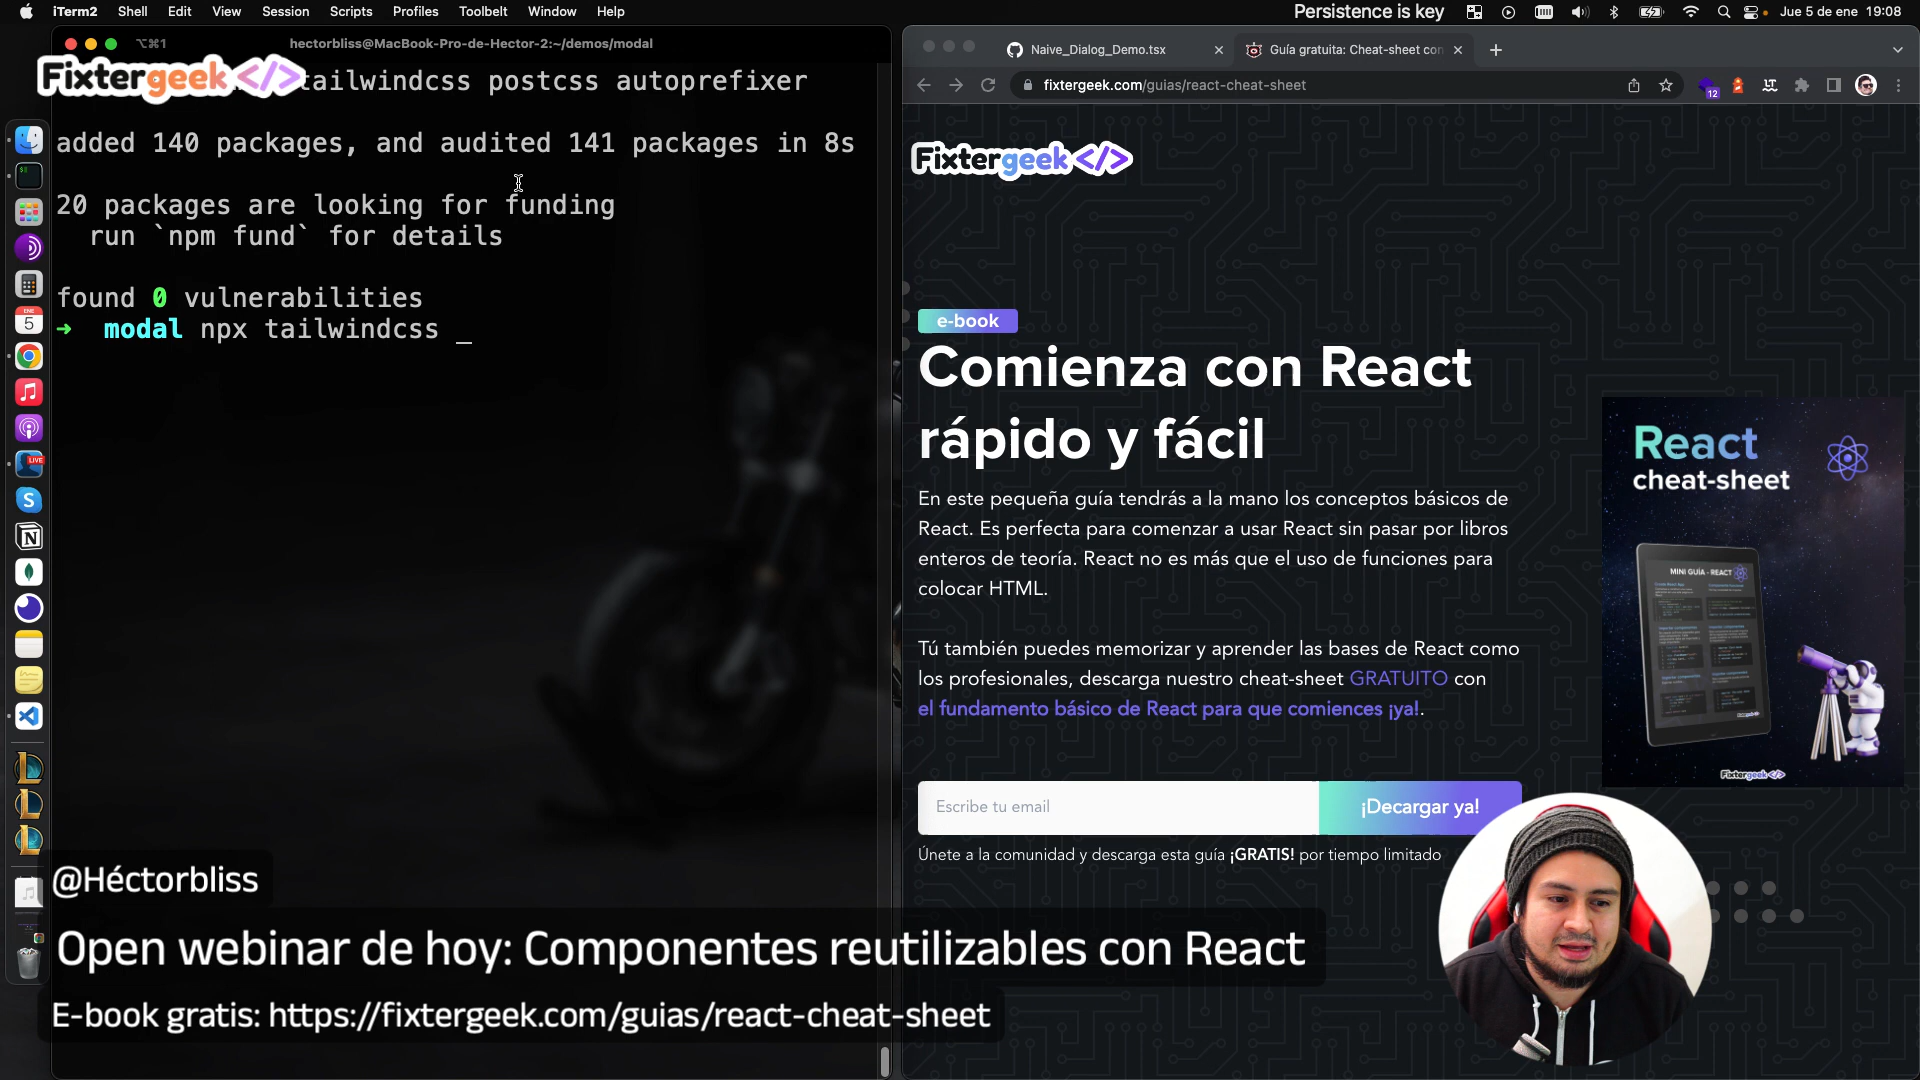 iTerm2 Shell Edit View Session Scripts Profiles Toolbelt Window Help
Persistence is key
Jue 5 de ene 19:08
⌥⌘1
hectorbliss@MacBook-Pro-de-Hector-2:~/demos/modal
Naive_Dialog_Demo.tsx
Guía gratuita: Cheat-sheet con
fixtergeek.com/guias/react-cheat-sheet
12
Fixtergeek </>
tailwindcss postcss autoprefixer
added 140 packages, and audited 141 packages in 8s
20 packages are looking for funding
run `npm fund` for details
found 0 vulnerabilities
➜ modal npx tailwindcss _
ENE
5
LIVE
Fixtergeek </>
e-book
Comienza con React
rápido y fácil
En este pequeña guía tendrás a la mano los conceptos básicos de
React. Es perfecta para comenzar a usar React sin pasar por libros
enteros de teoría. React no es más que el uso de funciones para
colocar HTML.
Tú también puedes memorizar y aprender las bases de React como
los profesionales, descarga nuestro cheat-sheet GRATUITO con
el fundamento básico de React para que comiences ¡ya!.
Escribe tu email
¡Decargar ya!
Únete a la comunidad y descarga esta guía ¡GRATIS! por tiempo limitado
React
cheat-sheet
MINI GUÍA - REACT
Fixtergeek </>
@Héctorbliss
Open webinar de hoy: Componentes reutilizables con React
E-book gratis: https://fixtergeek.com/guias/react-cheat-sheet